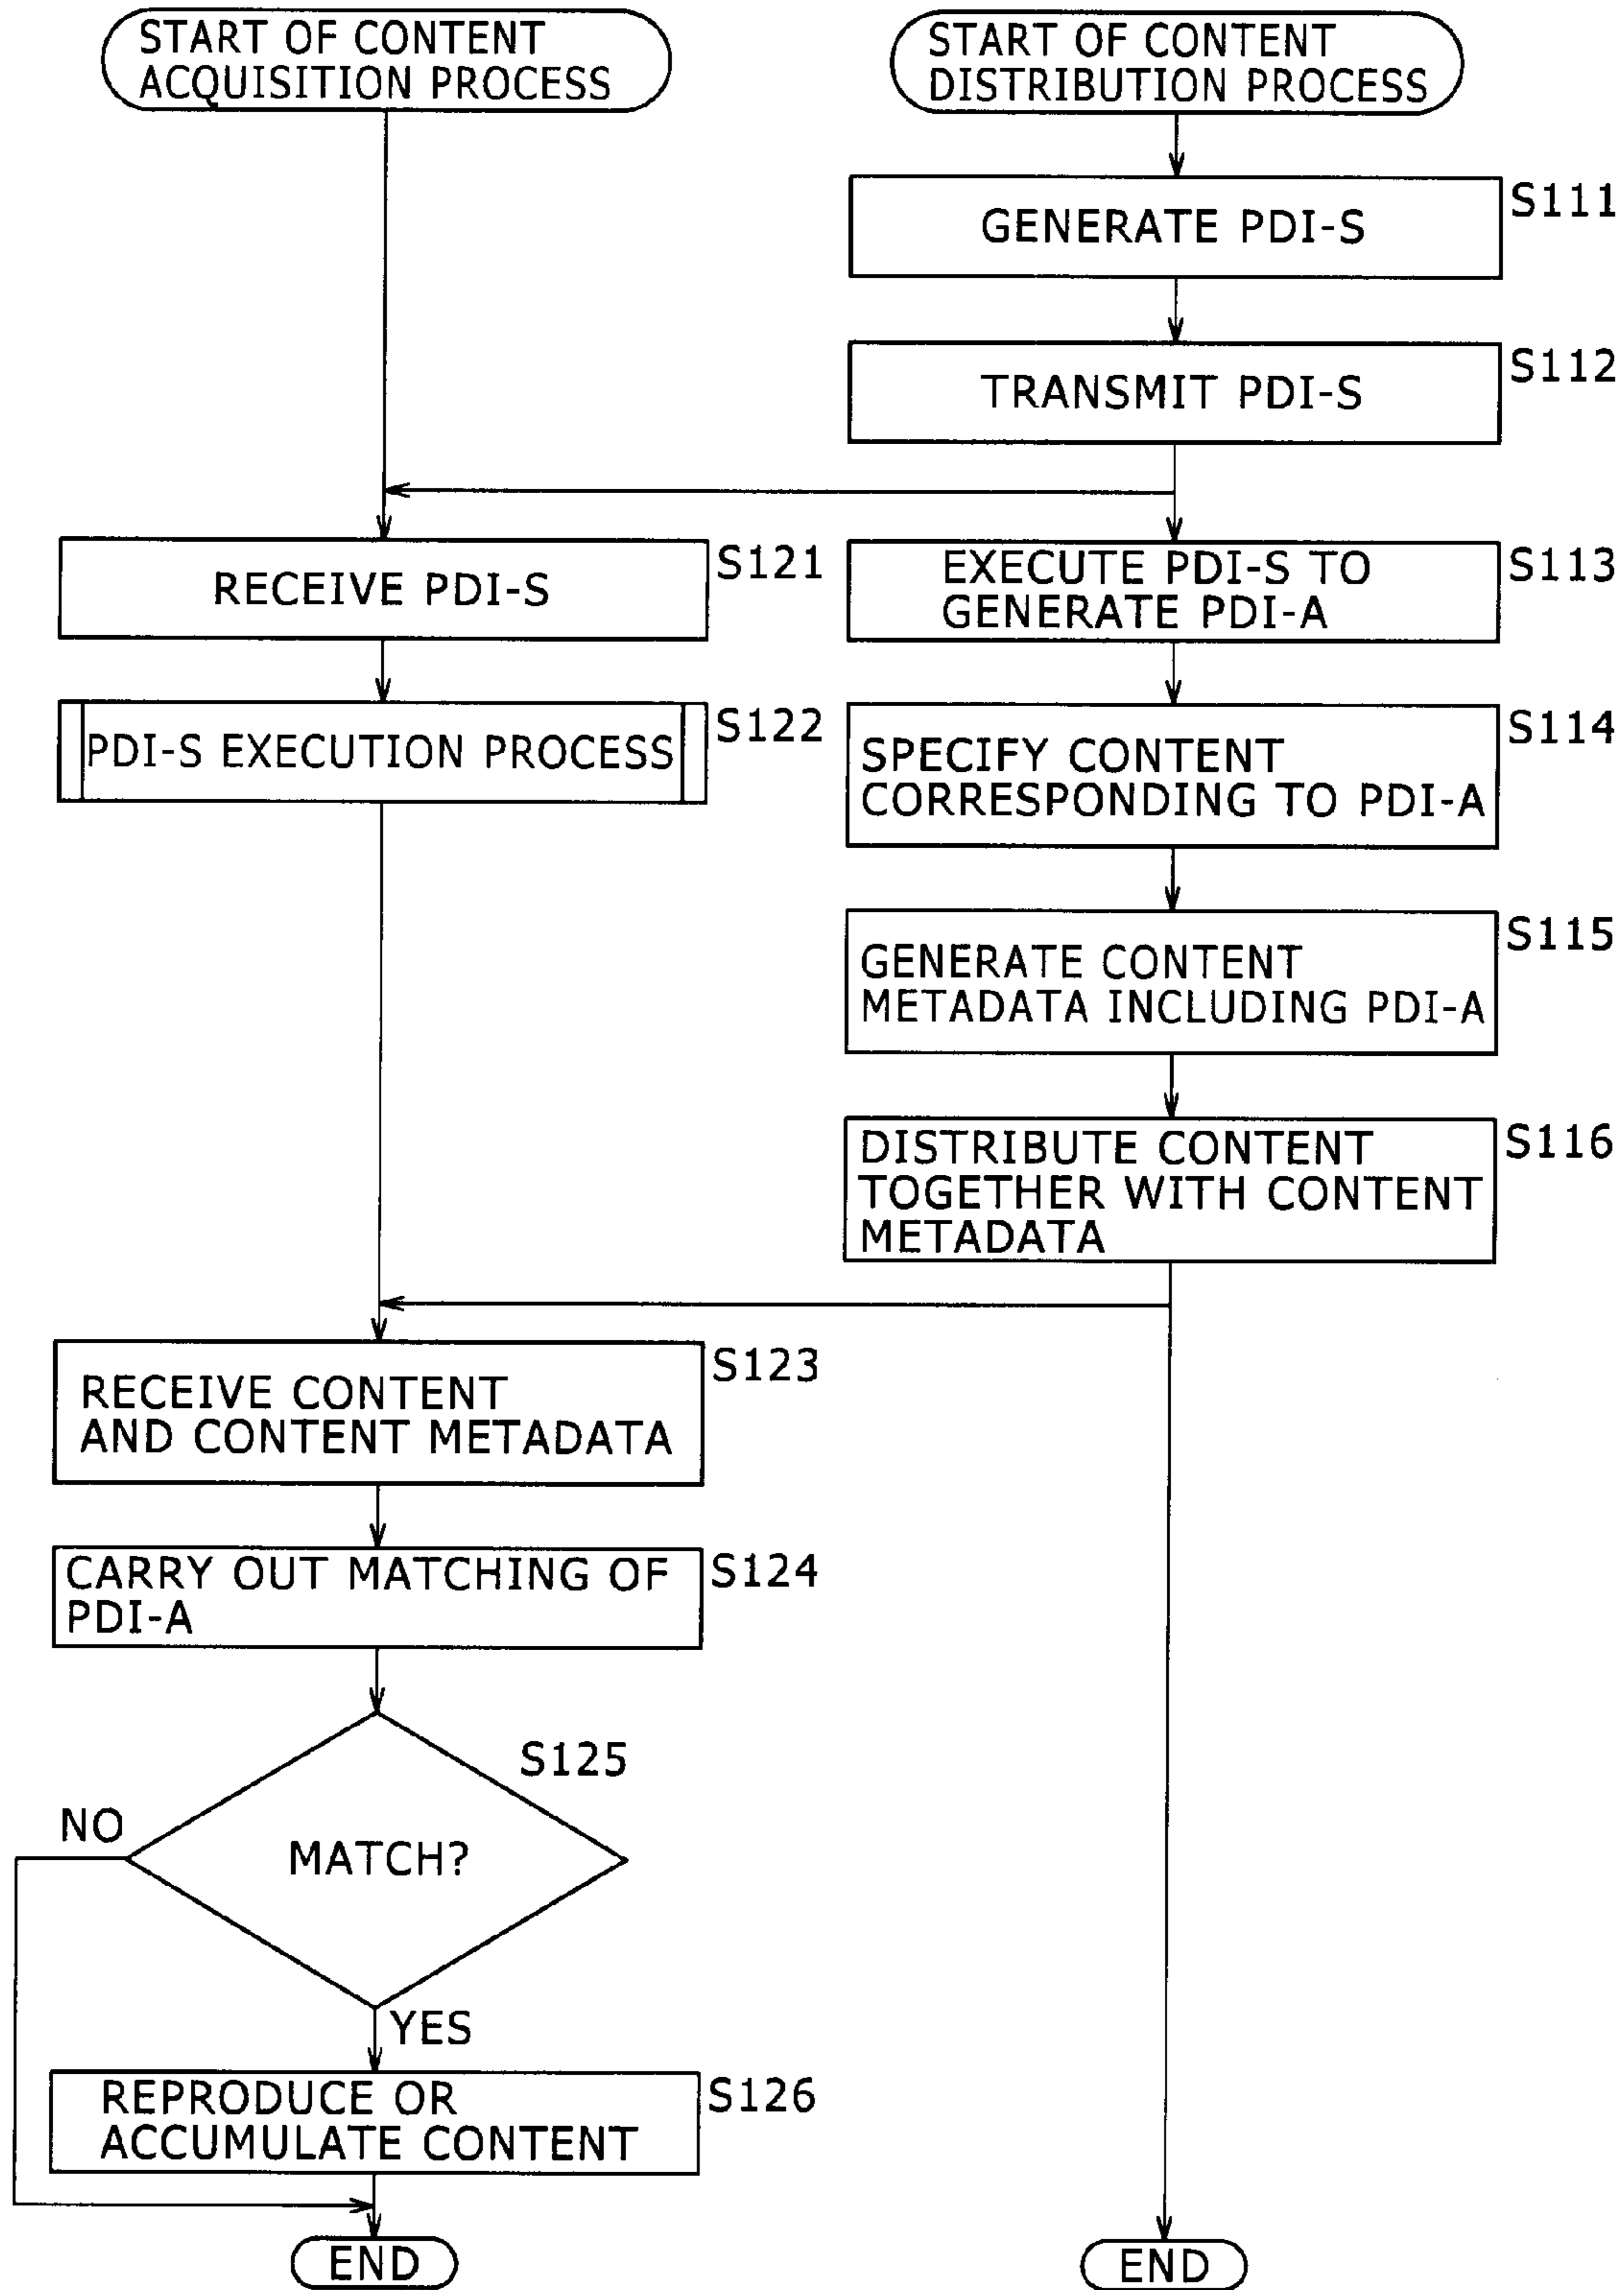 START OF CONTENT
ACQUISITION PROCESS
START OF CONTENT
DISTRIBUTION PROCESS
GENERATE PDI-S
S111
TRANSMIT PDI-S
S112
RECEIVE PDI-S
S121
EXECUTE PDI-S TO
GENERATE PDI-A
S113
PDI-S EXECUTION PROCESS
S122
SPECIFY CONTENT
CORRESPONDING TO PDI-A
S114
GENERATE CONTENT
METADATA INCLUDING PDI-A
S115
DISTRIBUTE CONTENT
TOGETHER WITH CONTENT
METADATA
S116
RECEIVE CONTENT
AND CONTENT METADATA
S123
CARRY OUT MATCHING OF
PDI-A
S124
S125
NO
MATCH?
YES
REPRODUCE OR
ACCUMULATE CONTENT
S126
END
END